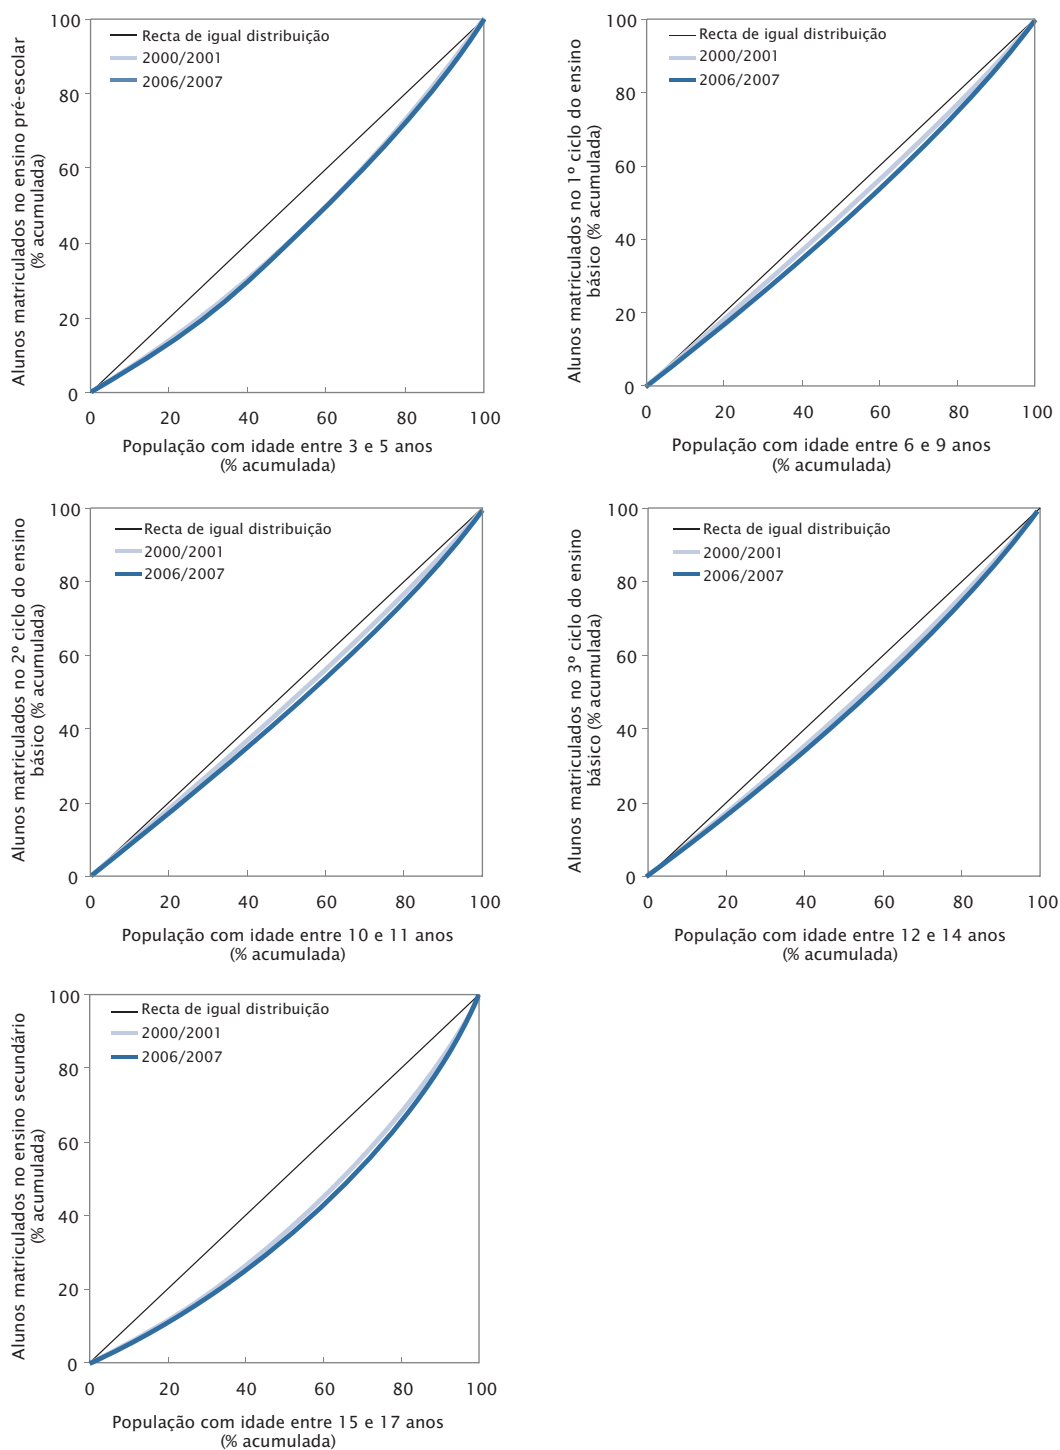 Alunos matriculados no ensino pré-escolar
(% acumulada)
100
80
60
40
20
0
Recta de igual distribuição
2000/2001
2006/2007
0 20 40 60 80 100
População com idade entre 3 e 5 anos
(% acumulada)
Alunos matriculados no 1º ciclo do ensino
básico (% acumulada)
100
80
60
40
20
0
Recta de igual distribuição
2000/2001
2006/2007
0 20 40 60 80 100
População com idade entre 6 e 9 anos
(% acumulada)
Alunos matriculados no 2º ciclo do ensino
básico (% acumulada)
100
80
60
40
20
0
Recta de igual distribuição
2000/2001
2006/2007
0 20 40 60 80 100
População com idade entre 10 e 11 anos
(% acumulada)
Alunos matriculados no 3º ciclo do ensino
básico (% acumulada)
100
80
60
40
20
0
Recta de igual distribuição
2000/2001
2006/2007
0 20 40 60 80 100
População com idade entre 12 e 14 anos
(% acumulada)
Alunos matriculados no ensino secundário
(% acumulada)
100
80
60
40
20
0
Recta de igual distribuição
2000/2001
2006/2007
0 20 40 60 80 100
População com idade entre 15 e 17 anos
(% acumulada)